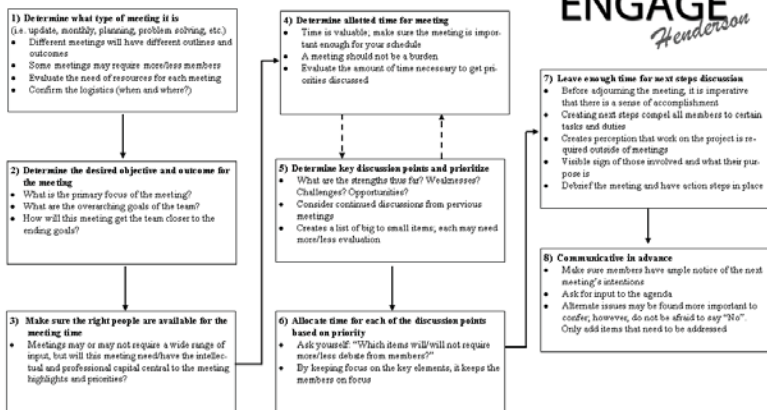 1) Determine what type of meeting it is
(i.e. update, monthly, planning, problem solving, etc.)
• Different meetings will have different outlines and
outcomes
• Some meetings may require more/less members
• Evaluate the need of resources for each meeting
• Confirm the logistics (when and where?)
2) Determine the desired objective and outcome for
the meeting
• What is the primary focus of the meeting?
• What are the overarching goals of the team?
• How will this meeting get the team closer to the
ending goals?
3) Make sure the right people are available for the
meeting time
• Meetings may or may not require a wide range of
input, but will this meeting need/have the intellec-
tual and professional capital central to the meeting
highlights and priorities?
4) Determine allotted time for meeting
• Time is valuable; make sure the meeting is impor-
tant enough for your schedule
• A meeting should not be a burden
• Evaluate the amount of time necessary to get pri-
orities discussed
5) Determine key discussion points and prioritize
• What are the strengths thus far? Weaknesses?
Challenges? Opportunities?
• Consider continued discussions from pervious
meetings
• Creates a list of big to small items; each may need
more/less evaluation
6) Allocate time for each of the discussion points
based on priority
• Ask yourself: “Which items will/will not require
more/less debate from members?”
• By keeping focus on the key elements, it keeps the
members on focus
ENGAGE
Henderson
7) Leave enough time for next steps discussion
• Before adjourning the meeting, it is imperative
that there is a sense of accomplishment
• Creating next steps compel all members to certain
tasks and duties
• Creates perception that work on the project is re-
quired outside of meetings
• Visible sign of those involved and what their pur-
pose is
• Debrief the meeting and have action steps in place
8) Communicative in advance
• Make sure members have ample notice of the next
meeting’s intentions
• Ask for input to the agenda
• Alternate issues may be found more important to
confer; however, do not be afraid to say “No”.
Only add items that need to be addressed